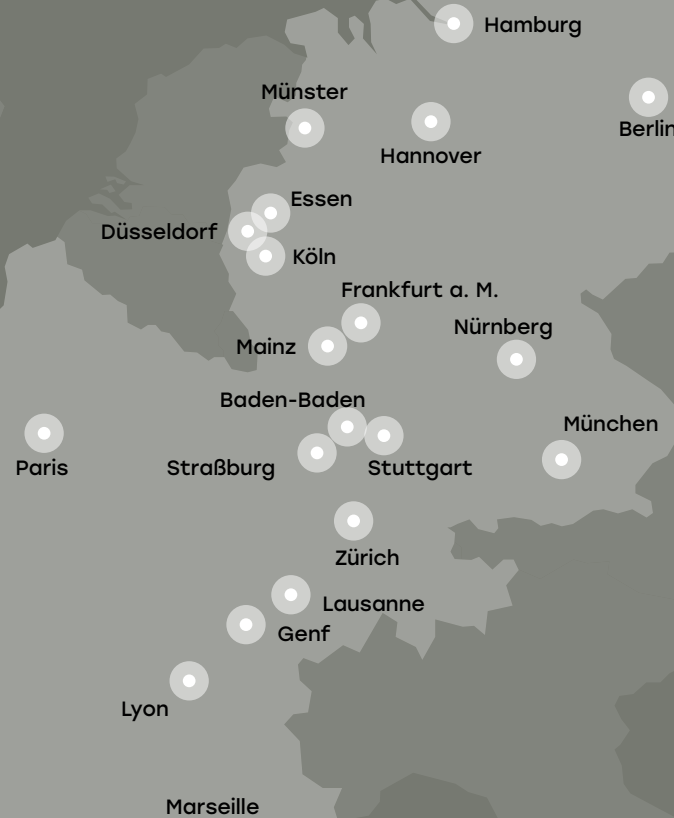 Hamburg
Münster
Berlin
Hannover
Essen
Düsseldorf
Köln
Frankfurt a. M.
Nürnberg
Mainz
Baden-Baden
München
Paris
Straßburg
Stuttgart
Zürich
Lausanne
Genf
Lyon
Marseille